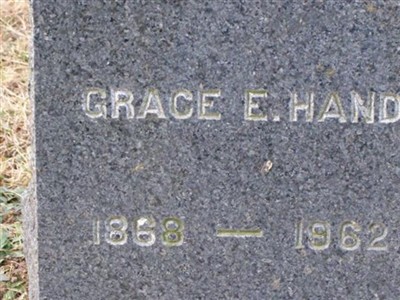 GRACE E. HAND
1868 — 1962